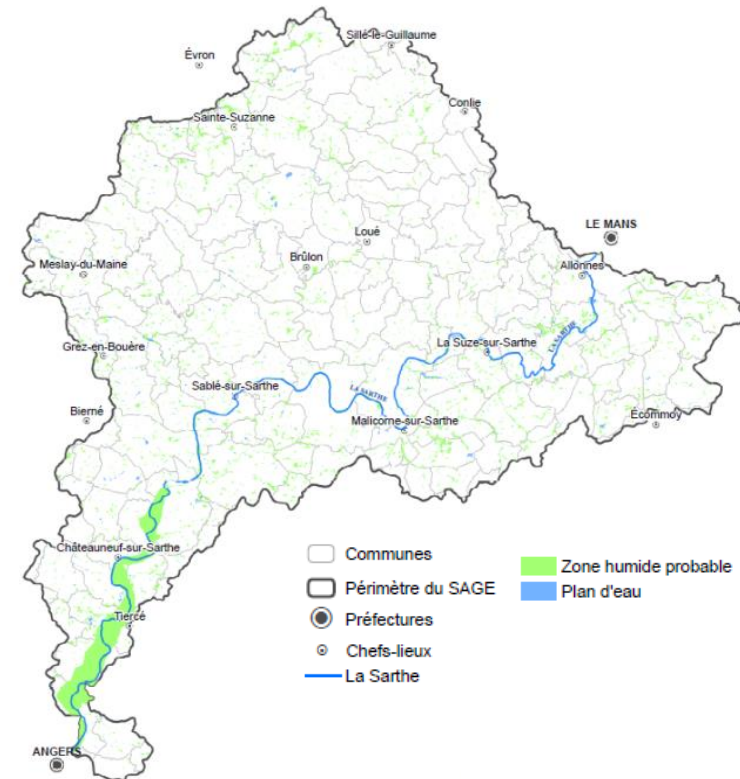 Sillé-le-Guillaume
Évron
Conlie
Sainte-Suzanne
LE MANS
Loué
Allonnes
Brûlon
Meslay-du-Maine
LA SARTHE
La Suze-sur-Sarthe
Grez-en-Bouère
Sablé-sur-Sarthe
LA SARTHE
Bierné
Malicorne-sur-Sarthe
Écommoy
Châteauneuf-sur-Sarthe
Tiercé
ANGERS
Communes
Périmètre du SAGE
Préfectures
Chefs-lieux
La Sarthe
Zone humide probable
Plan d'eau